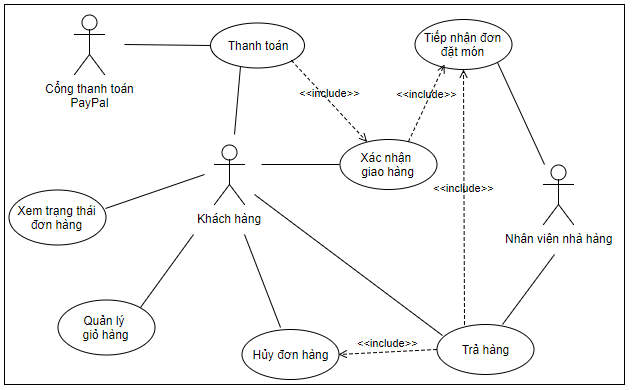 Thanh toán
Tiếp nhận đơn
đặt món
Cổng thanh toán
PayPal
<<include>>
<<include>>
Xác nhận
giao hàng
<<include>>
Xem trạng thái
đơn hàng
Khách hàng
Nhân viên nhà hàng
Quản lý
giỏ hàng
Hủy đơn hàng
<<include>>
Trả hàng